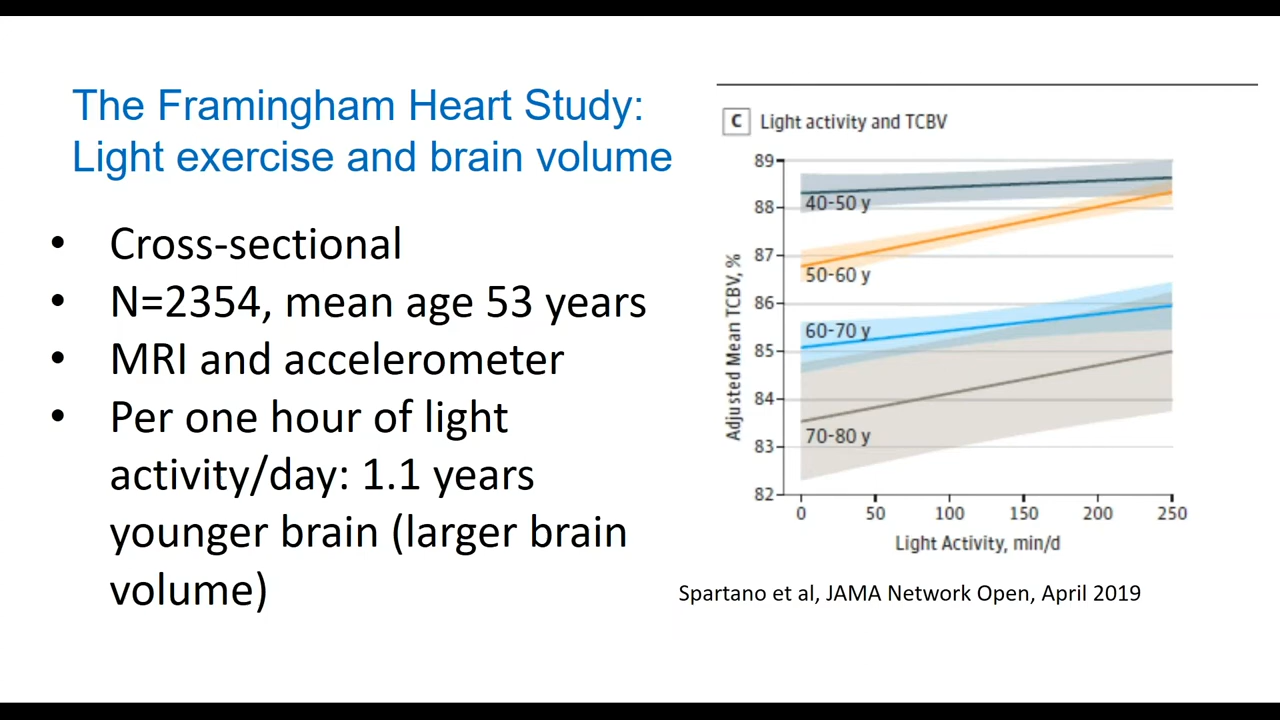 The Framingham Heart Study:
Light exercise and brain volume
• Cross-sectional
• N=2354, mean age 53 years
• MRI and accelerometer
• Per one hour of light
activity/day: 1.1 years
younger brain (larger brain
volume)
C Light activity and TCBV
Adjusted Mean TCBV, %
89
88
87
86
85
84
83
82
40-50 y
50-60 y
60-70 y
70-80 y
0 50 100 150 200 250
Light Activity, min/d
Spartano et al, JAMA Network Open, April 2019